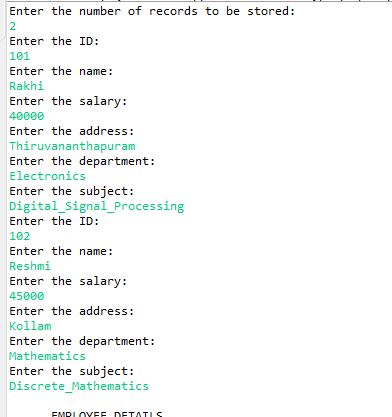 Enter the number of records to be stored:
2
Enter the ID:
101
Enter the name:
Rakhi
Enter the salary:
40000
Enter the address:
Thiruvananthapuram
Enter the department:
Electronics
Enter the subject:
Digital_Signal_Processing
Enter the ID:
102
Enter the name:
Reshmi
Enter the salary:
45000
Enter the address:
Kollam
Enter the department:
Mathematics
Enter the subject:
Discrete_Mathematics
EMPLOYEE DETAILS